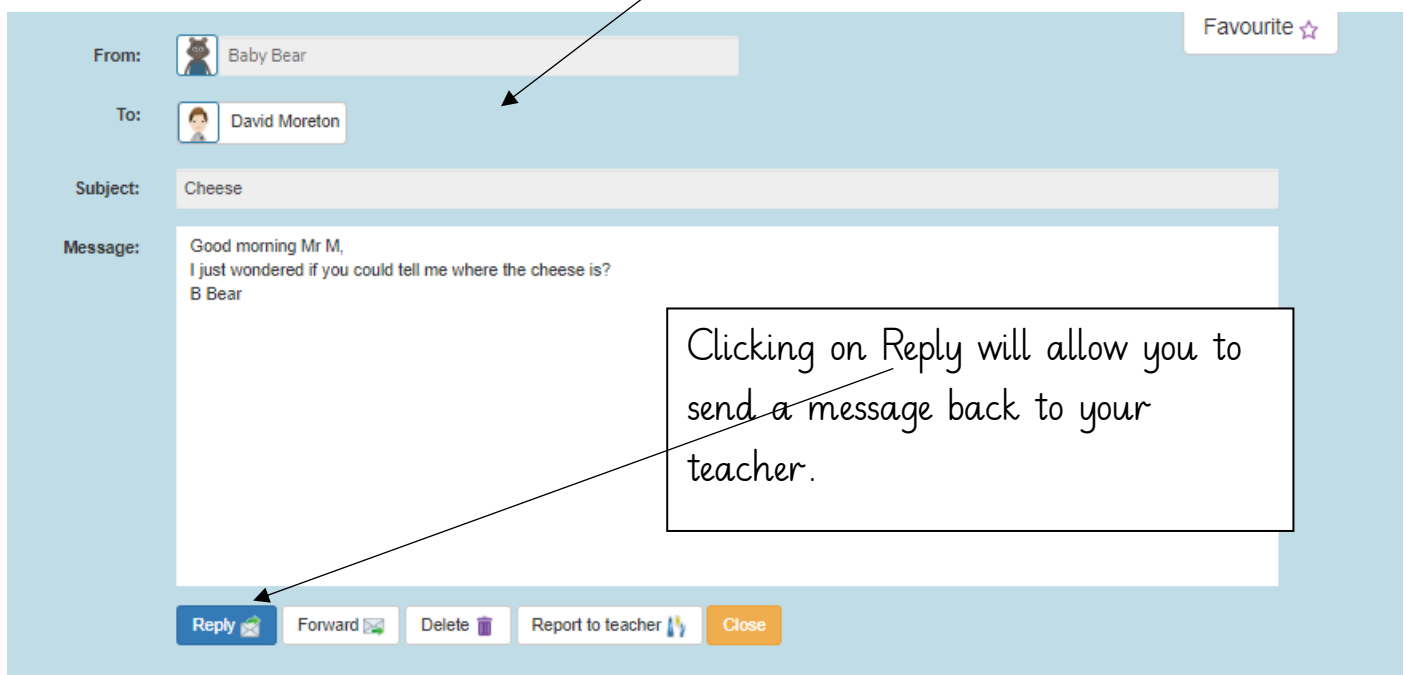 Favourite
From: Baby Bear
To: David Moreton
Subject: Cheese
Message: Good morning Mr M,
I just wondered if you could tell me where the cheese is?
B Bear
Clicking on Reply will allow you to
send a message back to your
teacher.
Reply Forward Delete Report to teacher Close